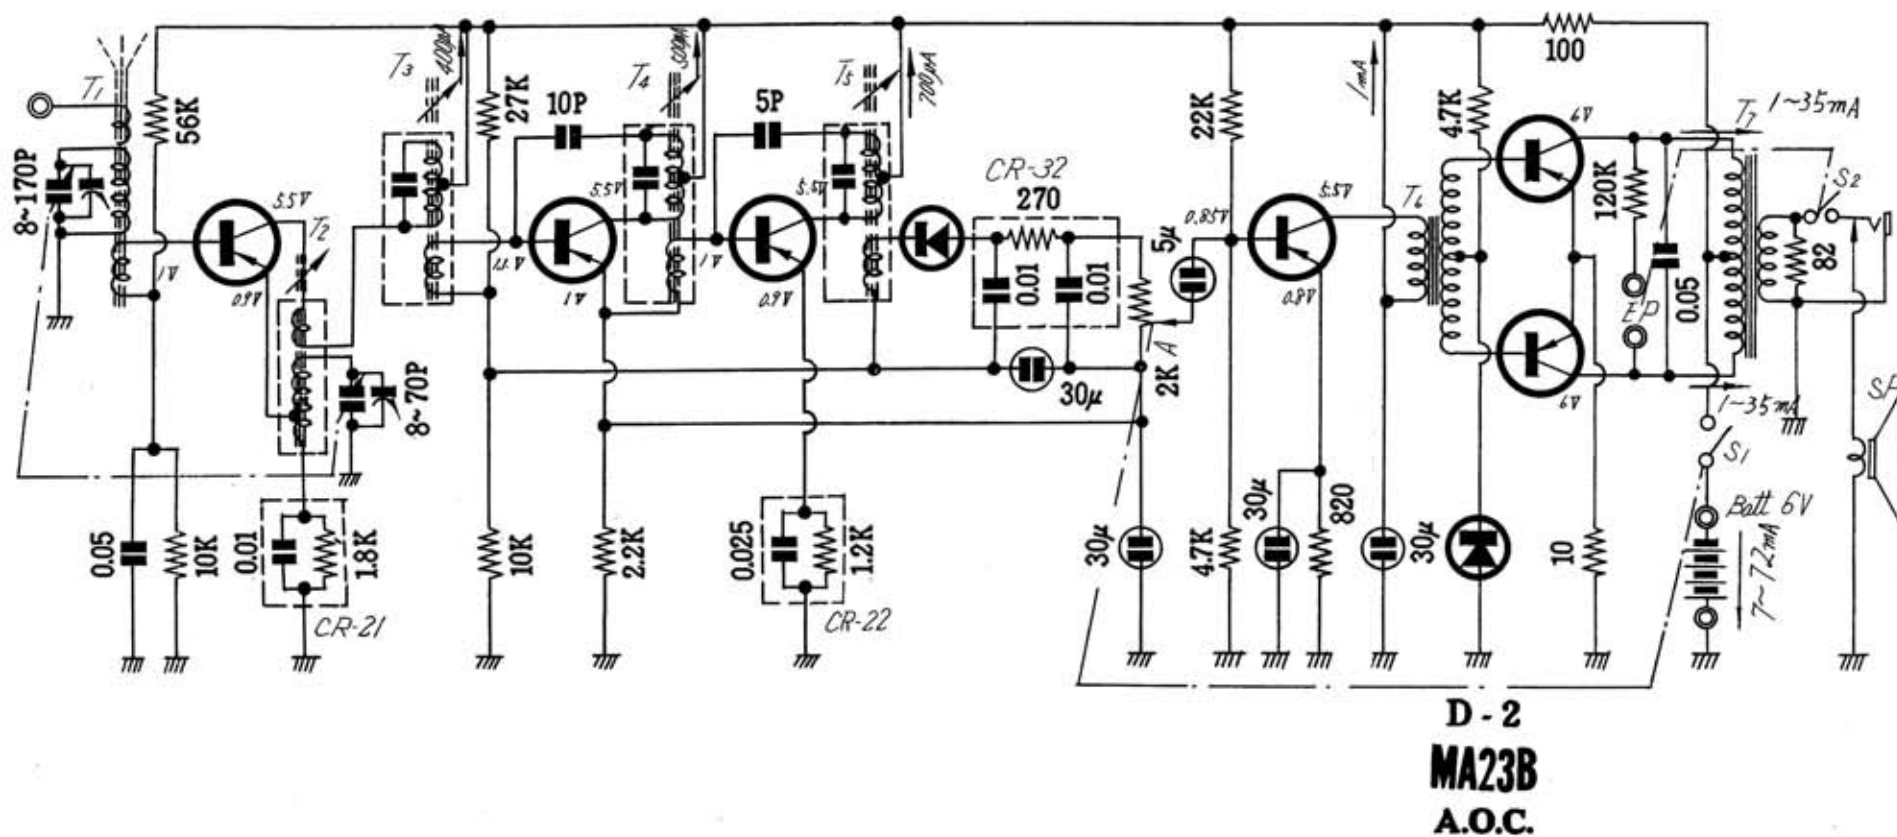 T1
56K
8~170P
5.5V
T2
1V
0.9V
8~70P
0.05
10K
0.01
1.8K
CR-21
T3
400μA
27K
10P
T4
5.5V
1V
10K
2.2K
5P
T5
5.5V
700μA
1V
0.9V
0.025
1.2K
CR-22
CR-32
270
0.01
0.01
30μ
2K A
5μ
0.85V
22K
5.5V
0.8V
30μ
4.7K
30μ
820
1mA
T6
30μ
4.7K
6V
6V
10
100
120K
EP
0.05
T7
1~35mA
1~35mA
S2
82
S1
Batt 6V
7~72mA
SP
D-2
MA23B
A.O.C.